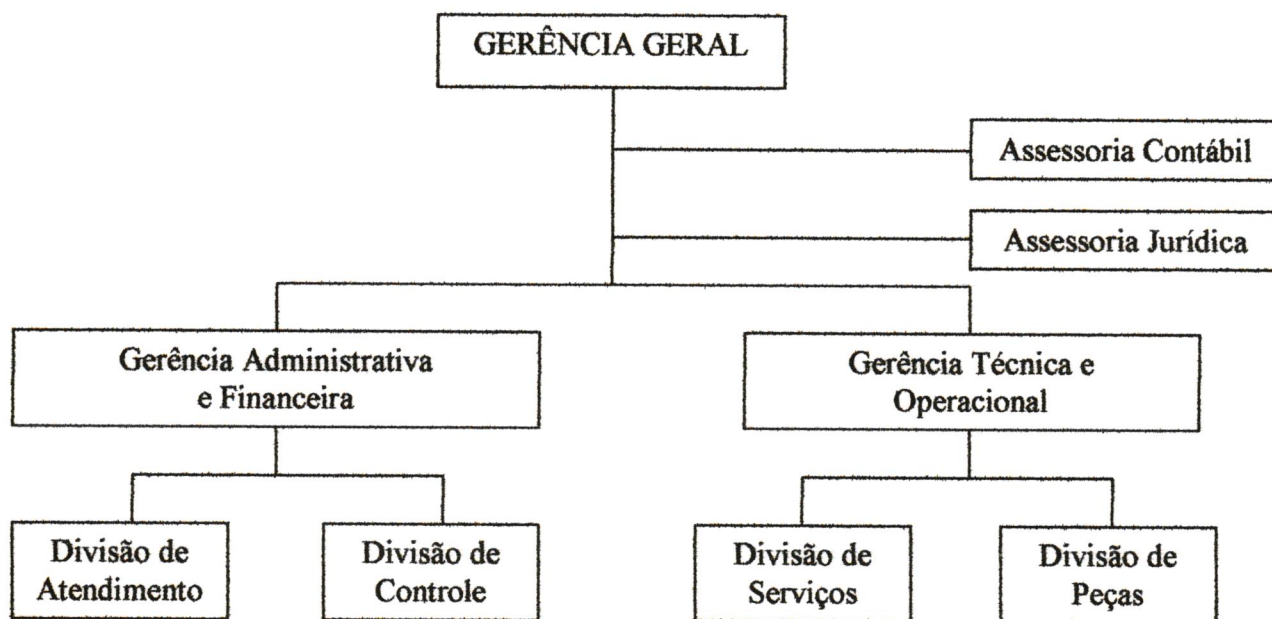 GERÊNCIA GERAL
Assessoria Contábil
Assessoria Jurídica
Gerência Administrativa
e Financeira
Gerência Técnica e
Operacional
Divisão de
Atendimento
Divisão de
Controle
Divisão de
Serviços
Divisão de
Peças